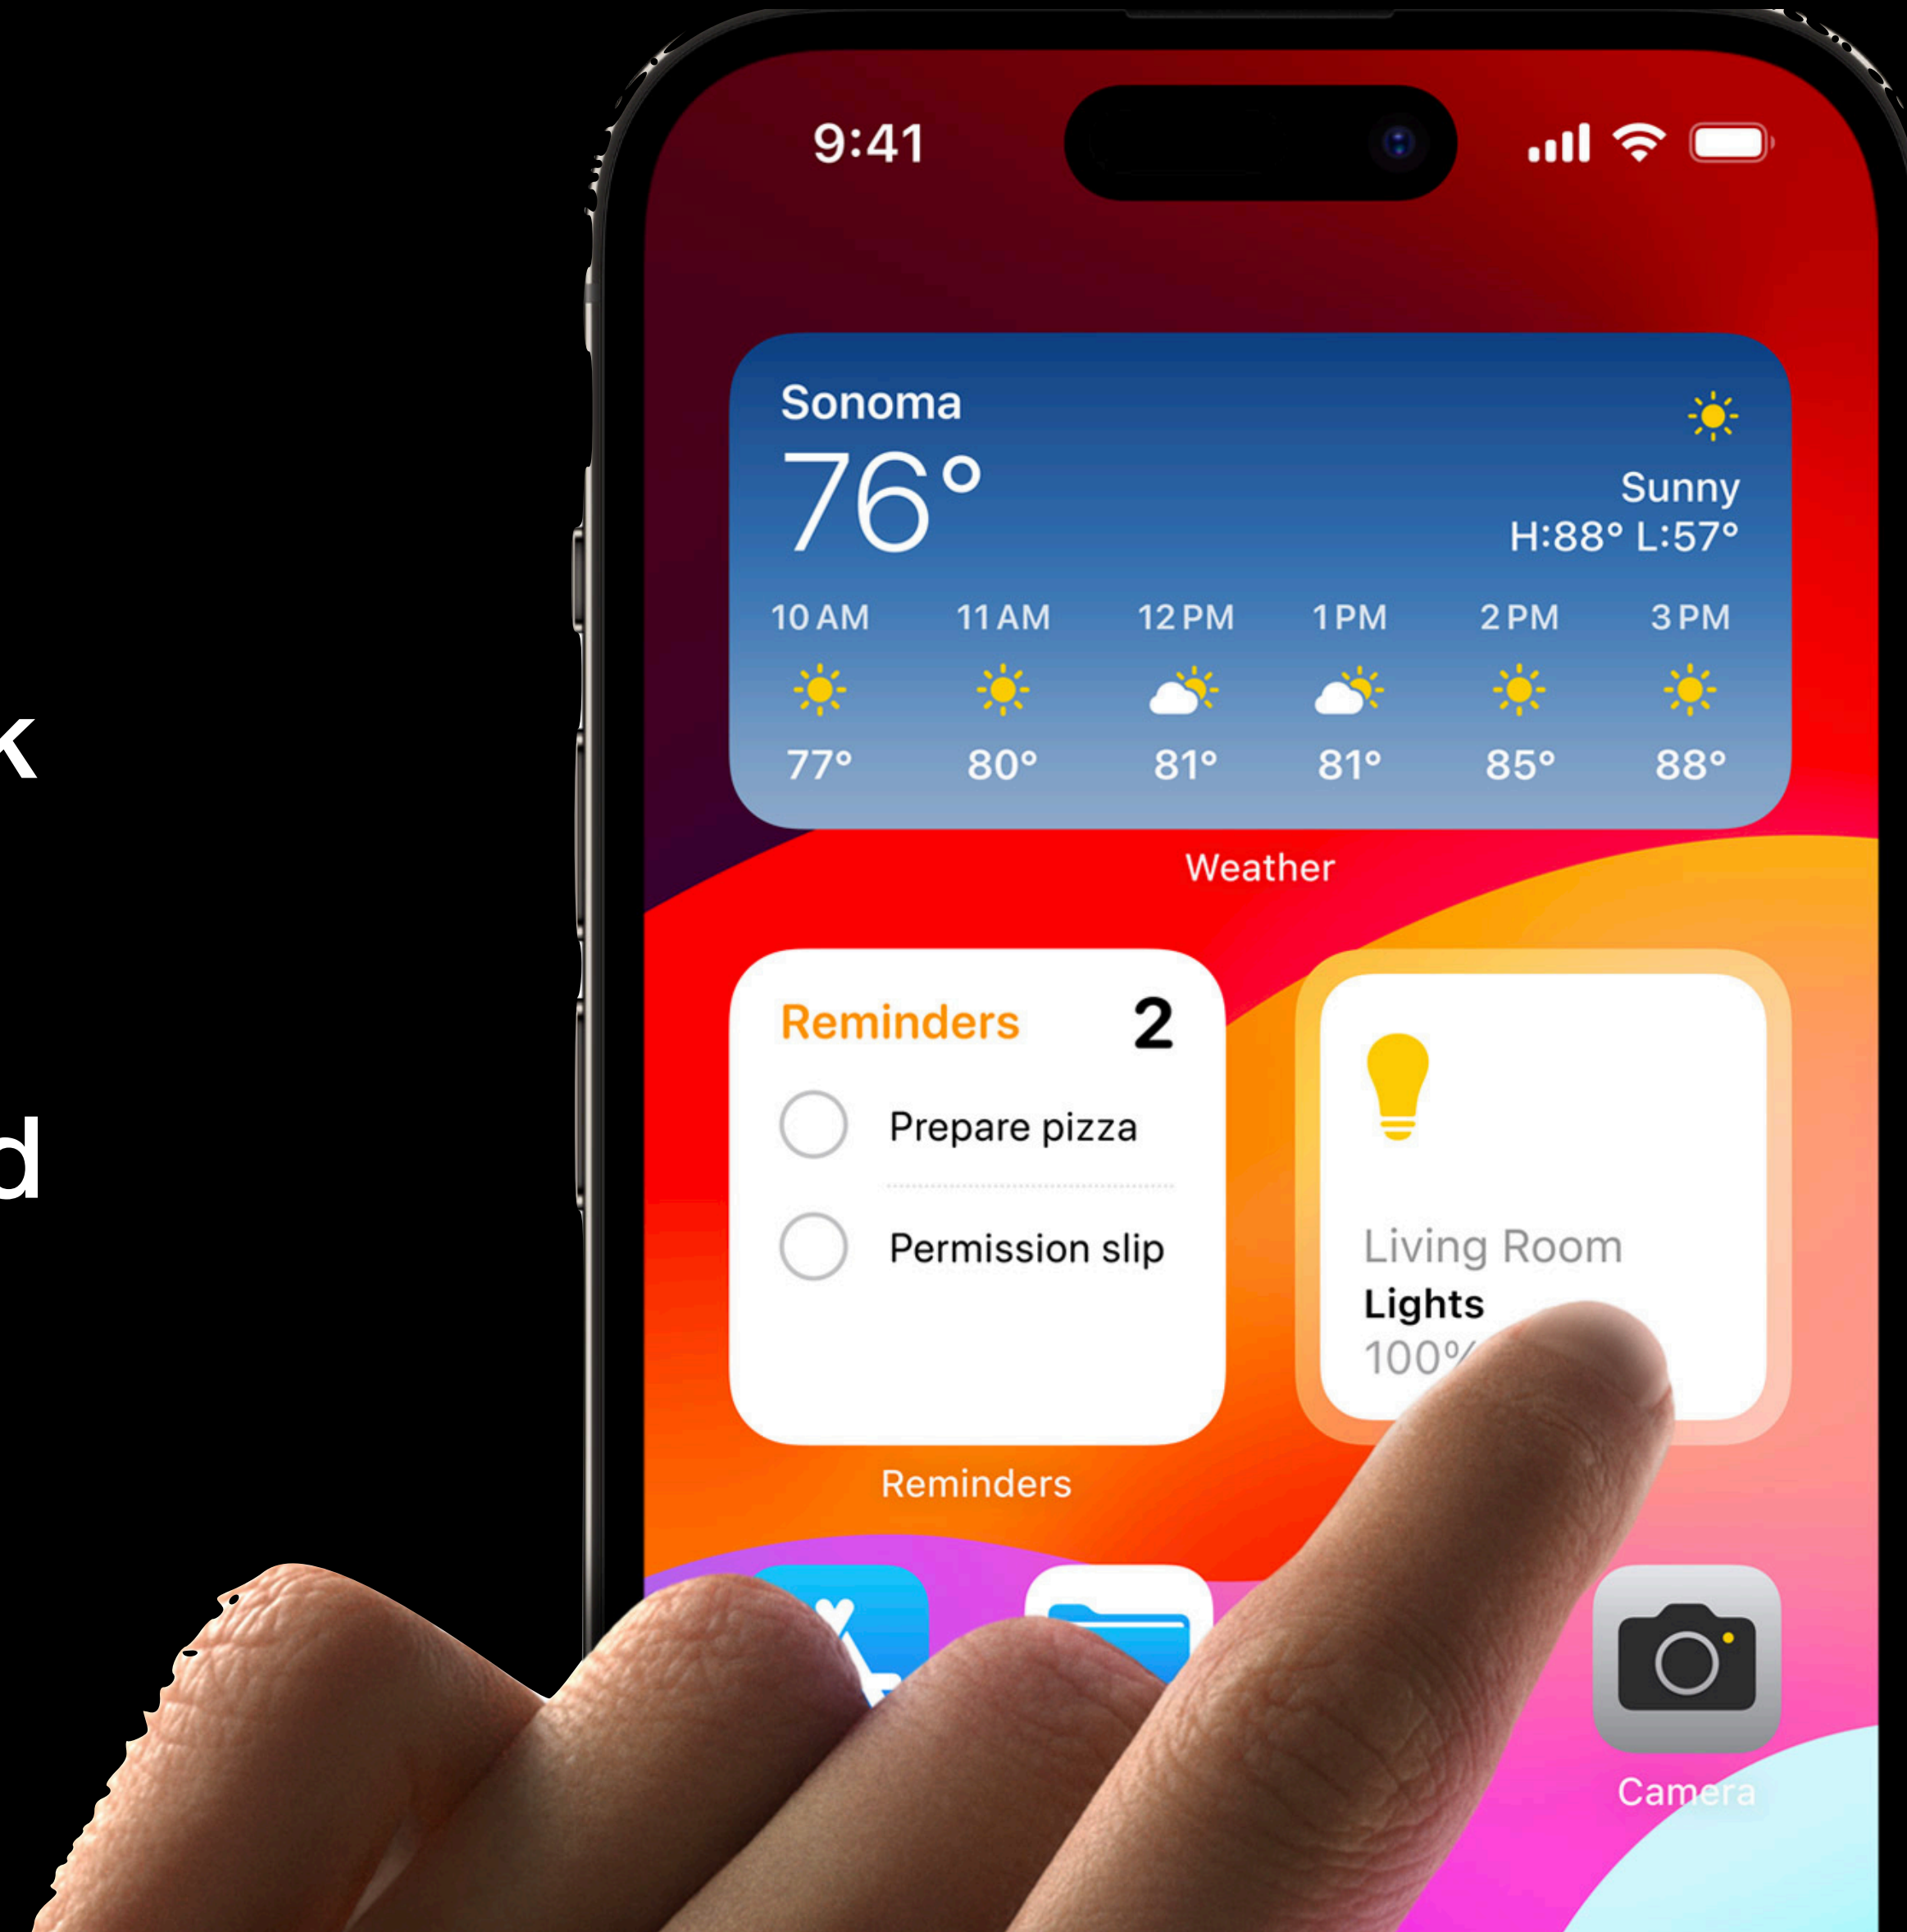 9:41
Sonoma
76°
Sunny
H:88° L:57°
10 AM 11 AM 12 PM 1 PM 2 PM 3 PM
77° 80° 81° 81° 85° 88°
Weather
Reminders 2
Prepare pizza
Permission slip
Reminders
Living Room
Lights
100%
Camera